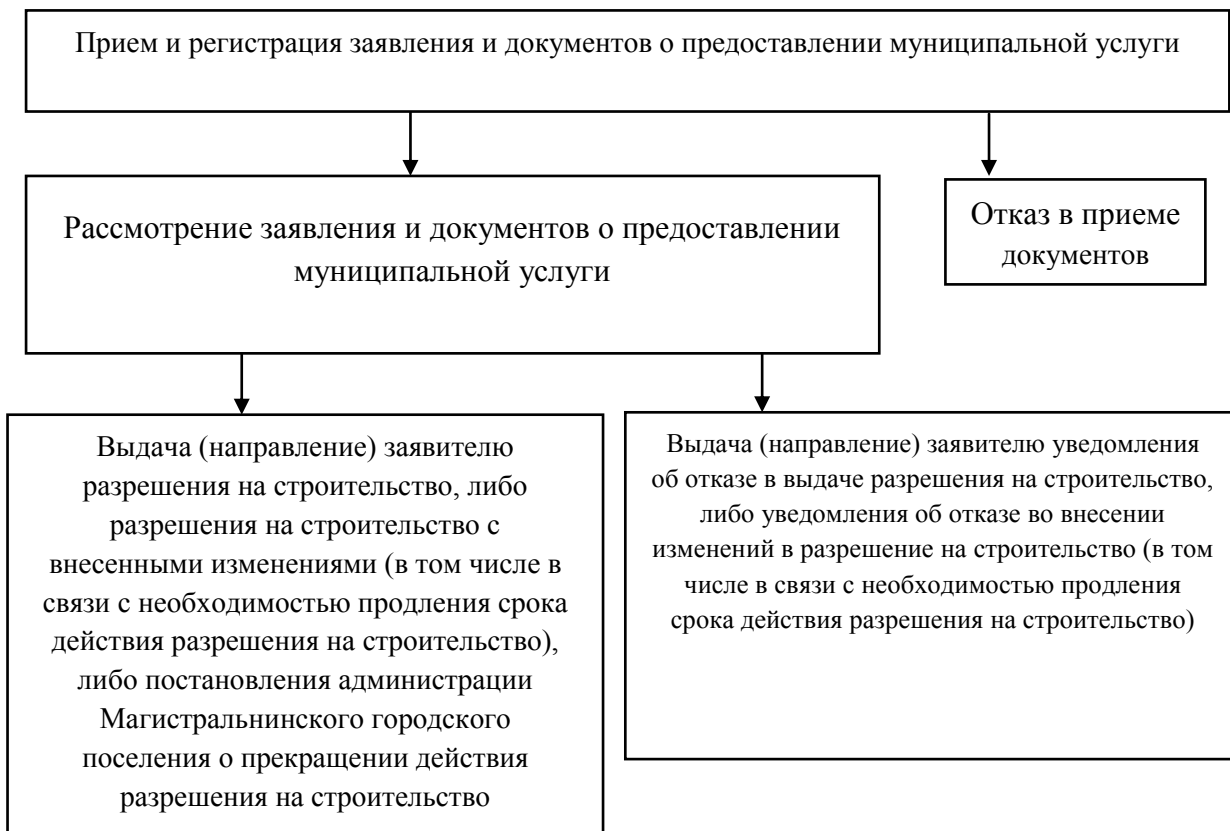 Прием и регистрация заявления и документов о предоставлении муниципальной услуги
Рассмотрение заявления и документов о предоставлении
муниципальной услуги
Отказ в приеме
документов
Выдача (направление) заявителю
разрешения на строительство, либо
разрешения на строительство с
внесенными изменениями (в том числе в
связи с необходимостью продления срока
действия разрешения на строительство),
либо постановления администрации
Магистральнинского городского
поселения о прекращении действия
разрешения на строительство
Выдача (направление) заявителю уведомления
об отказе в выдаче разрешения на строительство,
либо уведомления об отказе во внесении
изменений в разрешение на строительство (в том
числе в связи с необходимостью продления
срока действия разрешения на строительство)